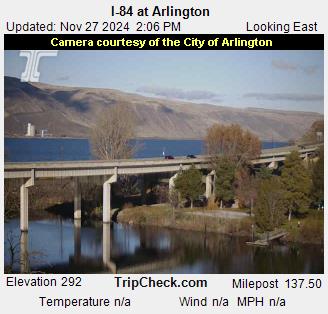 I-84 at Arlington
Updated: Nov 27 2024 2:06 PM Looking East
Camera courtesy of the City of Arlington
Elevation 292 TripCheck.com Milepost 137.50
Temperature n/a Wind n/a MPH n/a